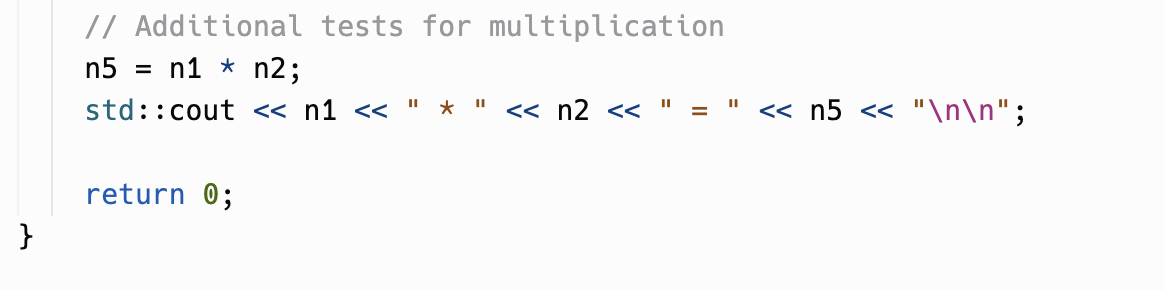 // Additional tests for multiplication
n5 = n1 * n2;
std::cout << n1 << " * " << n2 << " = " << n5 << "\n\n";
return 0;
}